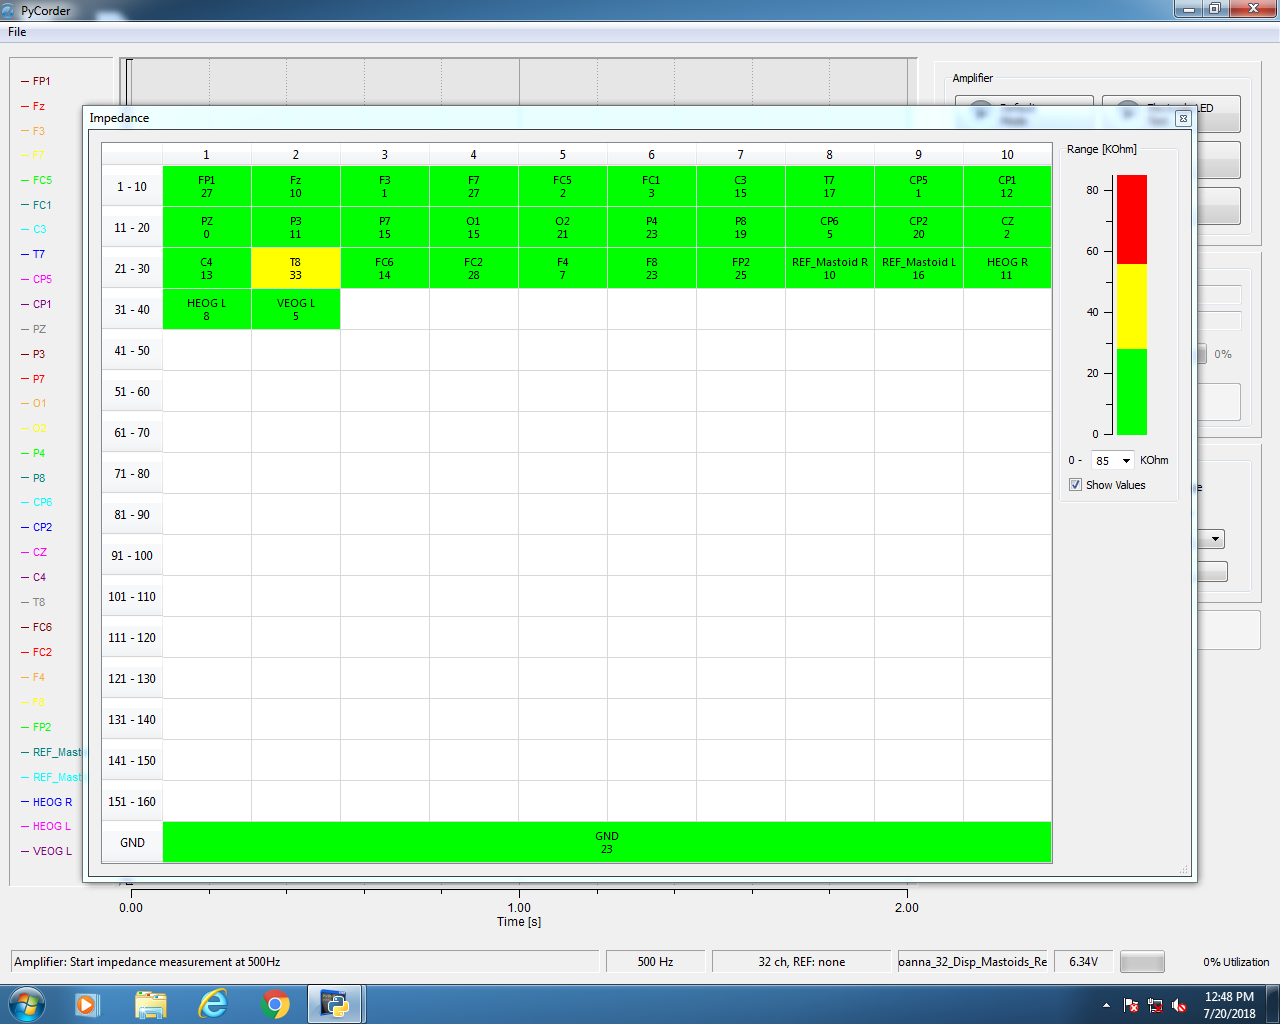 PyCorder
File
FP1
Fz
F3
F7
FC5
FC1
C3
T7
CP5
CP1
PZ
P3
P7
O1
O2
P4
P8
CP6
CP2
CZ
C4
T8
FC6
FC2
F4
F8
FP2
REF_Mast
REF_Mast
HEOG R
HEOG L
VEOG L
Amplifier
Default
Mode
Electrode LED
Test
Impedance
1 2 3 4 5 6 7 8 9 10
1 - 10 FP1 Fz F3 F7 FC5 FC1 C3 T7 CP5 CP1
27 10 1 27 2 3 15 17 1 12
11 - 20 PZ P3 P7 O1 O2 P4 P8 CP6 CP2 CZ
0 11 15 15 21 23 19 5 20 2
21 - 30 C4 T8 FC6 FC2 F4 F8 FP2 REF_Mastoid R REF_Mastoid L HEOG R
13 33 14 28 7 23 25 10 16 11
31 - 40 HEOG L VEOG L
8 5
41 - 50
51 - 60
61 - 70
71 - 80
81 - 90
91 - 100
101 - 110
111 - 120
121 - 130
131 - 140
141 - 150
151 - 160
GND GND
23
Range [KOhm]
80
60
40
20
0
0 - 85 KOhm
Show Values
0%
0.00 1.00 2.00
Time [s]
Amplifier: Start impedance measurement at 500Hz 500 Hz 32 ch, REF: none oanna_32_Disp_Mastoids_Re 6.34V 0% Utilization
12:48 PM
7/20/2018